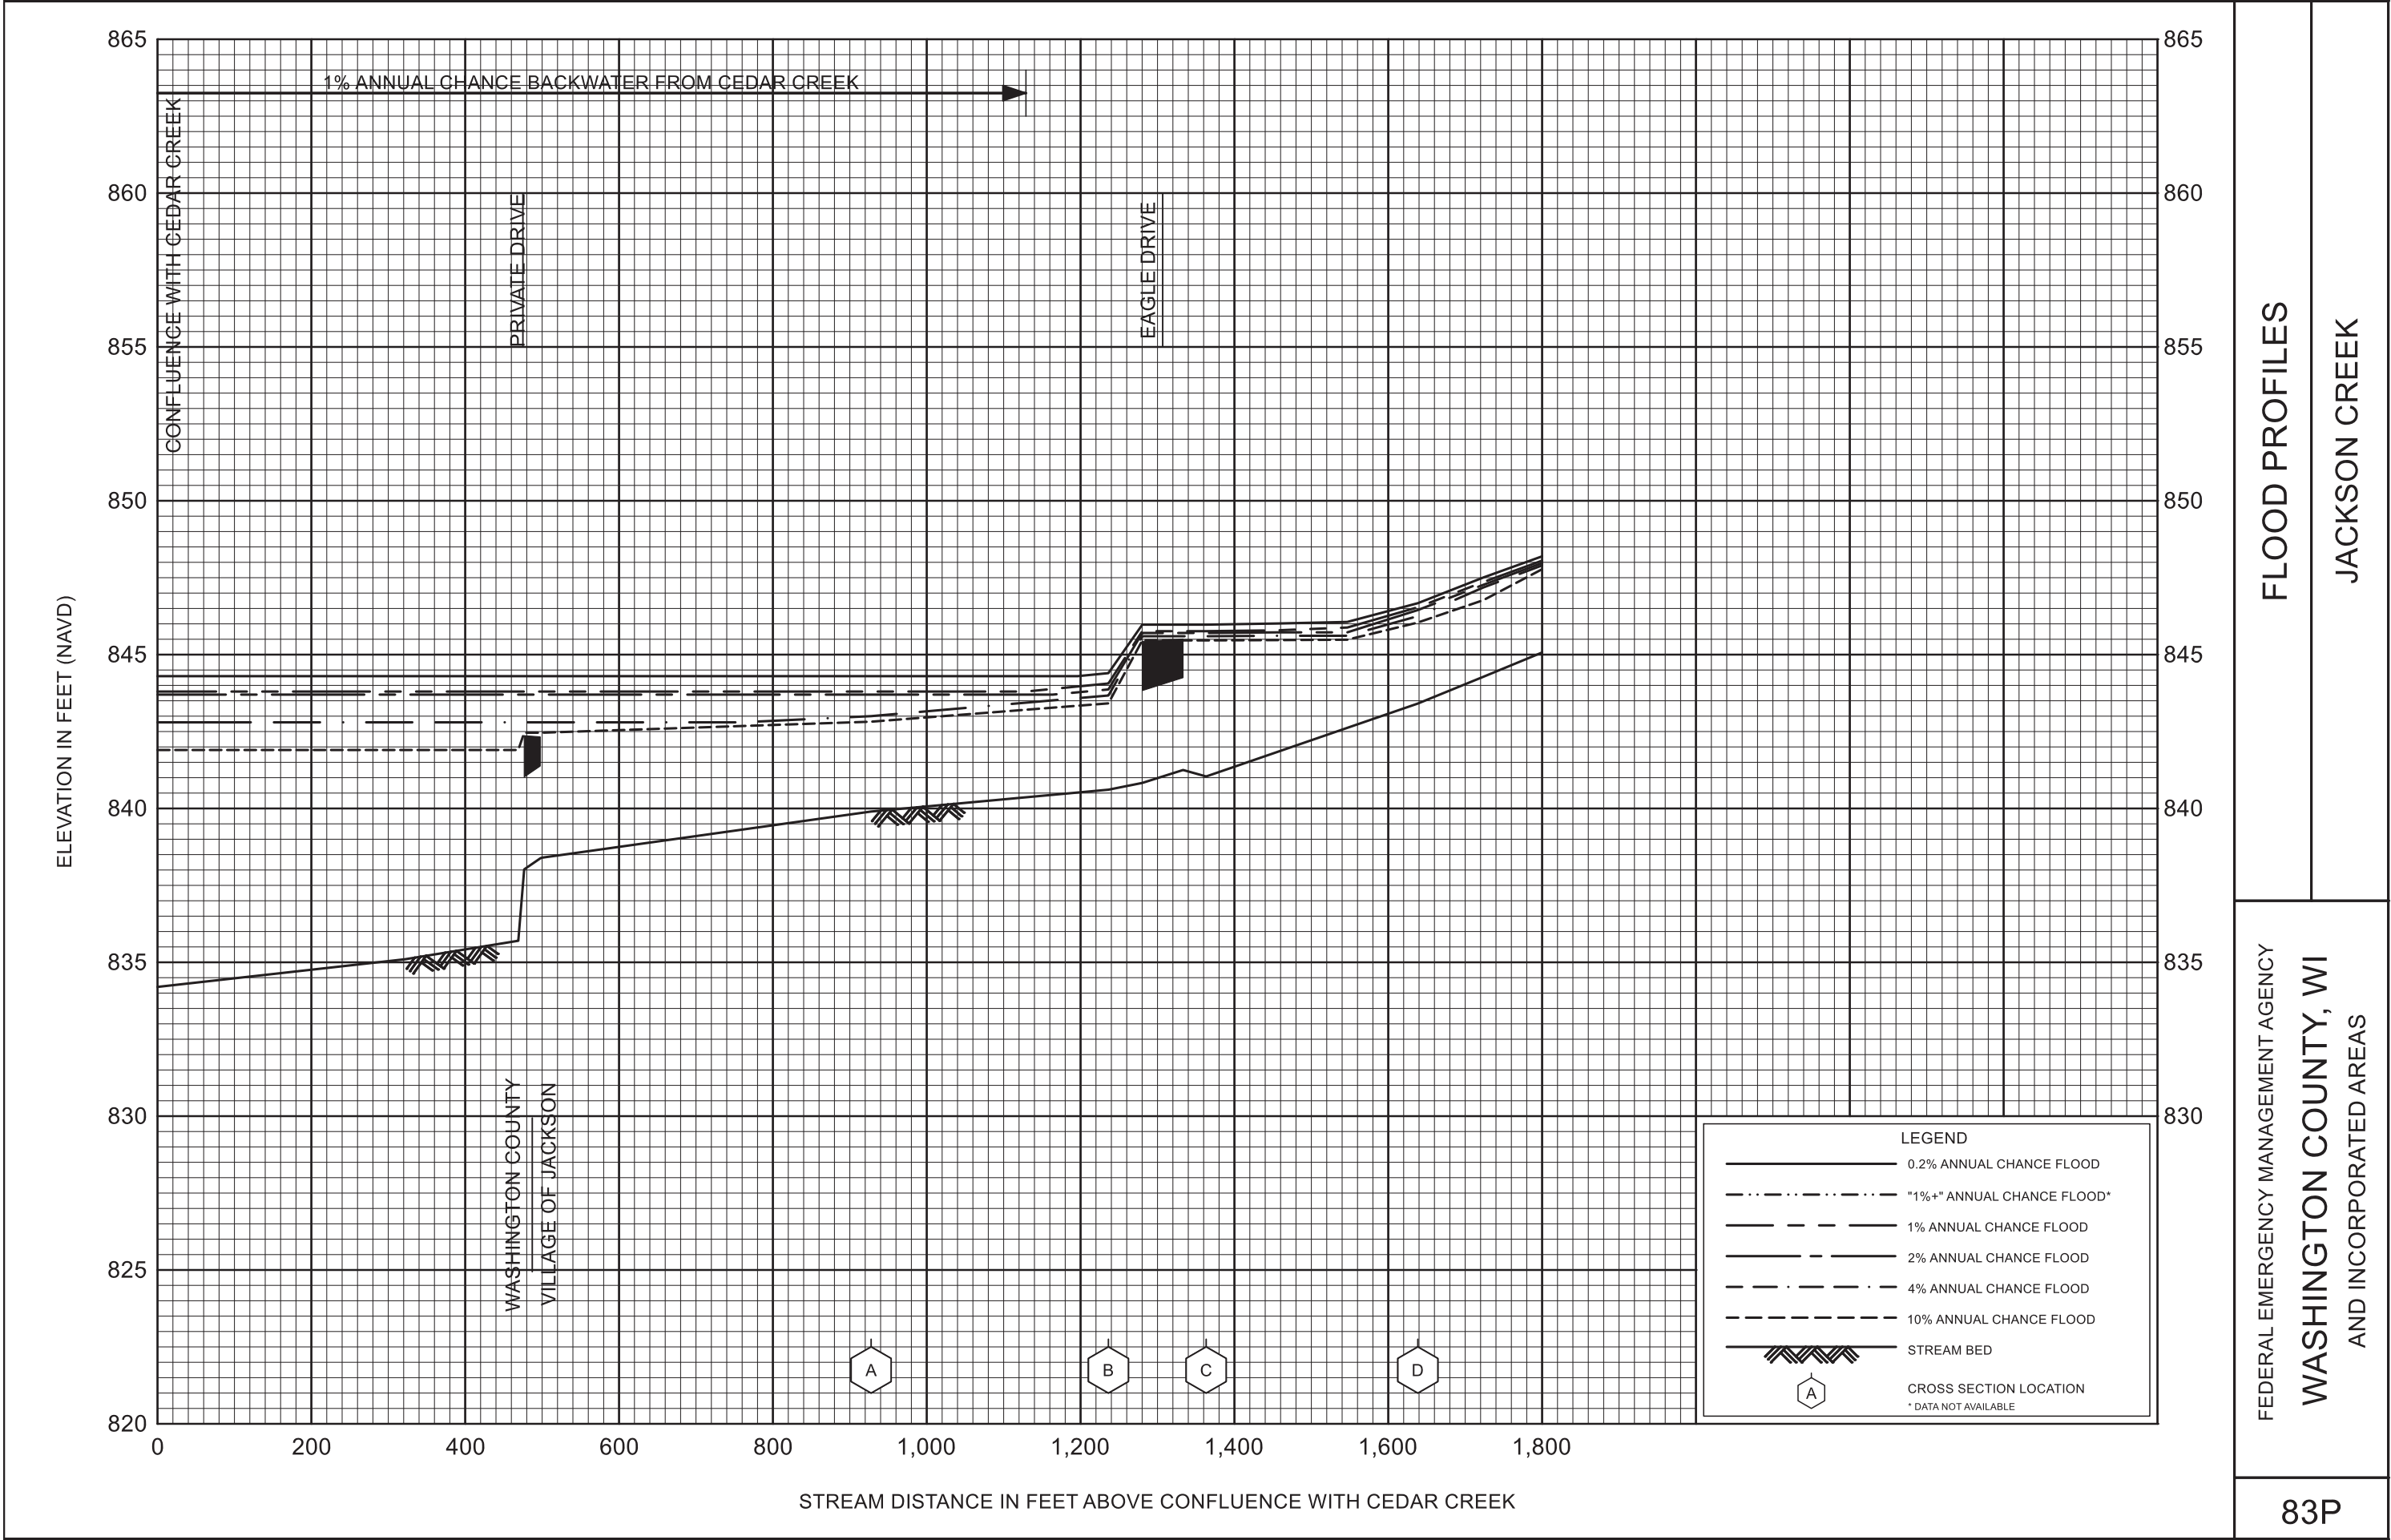 865
860
855
850
845
840
835
830
825
820
ELEVATION IN FEET (NAVD)
1% ANNUAL CHANCE BACKWATER FROM CEDAR CREEK
CONFLUENCE WITH CEDAR CREEK
PRIVATE DRIVE
EAGLE DRIVE
WASHINGTON COUNTY
VILLAGE OF JACKSON
A
B
C
D
0 200 400 600 800 1,000 1,200 1,400 1,600 1,800
STREAM DISTANCE IN FEET ABOVE CONFLUENCE WITH CEDAR CREEK
865
860
855
850
845
840
835
830
LEGEND
0.2% ANNUAL CHANCE FLOOD
"1%+" ANNUAL CHANCE FLOOD*
1% ANNUAL CHANCE FLOOD
2% ANNUAL CHANCE FLOOD
4% ANNUAL CHANCE FLOOD
10% ANNUAL CHANCE FLOOD
STREAM BED
A
CROSS SECTION LOCATION
* DATA NOT AVAILABLE
FLOOD PROFILES
JACKSON CREEK
FEDERAL EMERGENCY MANAGEMENT AGENCY
WASHINGTON COUNTY, WI
AND INCORPORATED AREAS
83P